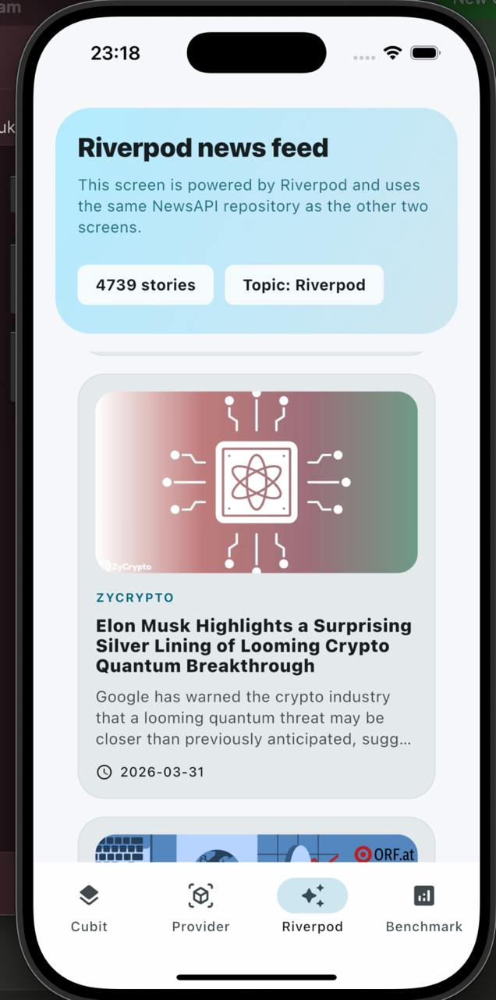 am
New
uk
23:18
Riverpod news feed
This screen is powered by Riverpod and uses
the same NewsAPI repository as the other two
screens.
4739 stories
Topic: Riverpod
ZyCrypto
ZYCRYPTO
Elon Musk Highlights a Surprising
Silver Lining of Looming Crypto
Quantum Breakthrough
Google has warned the crypto industry
that a looming quantum threat may be
closer than previously anticipated, sugg...
2026-03-31
ORF.at
Cubit
Provider
Riverpod
Benchmark